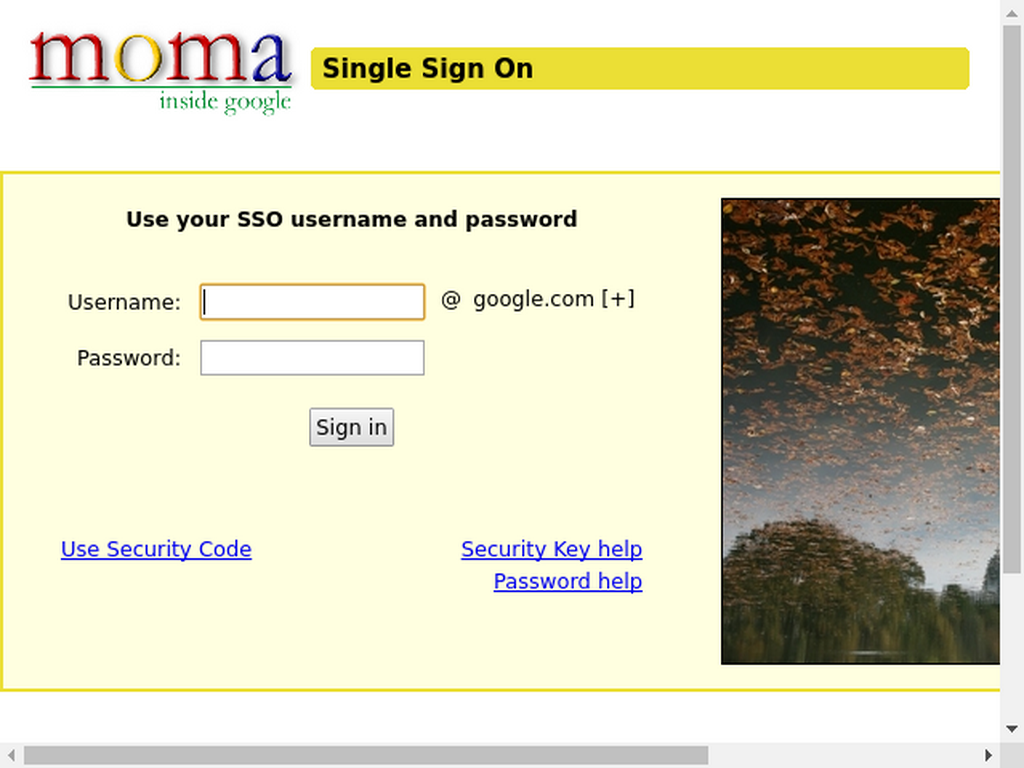 moma
inside google
Single Sign On
Use your SSO username and password
Username: @ google.com [+]
Password:
Sign in
Use Security Code
Security Key help
Password help